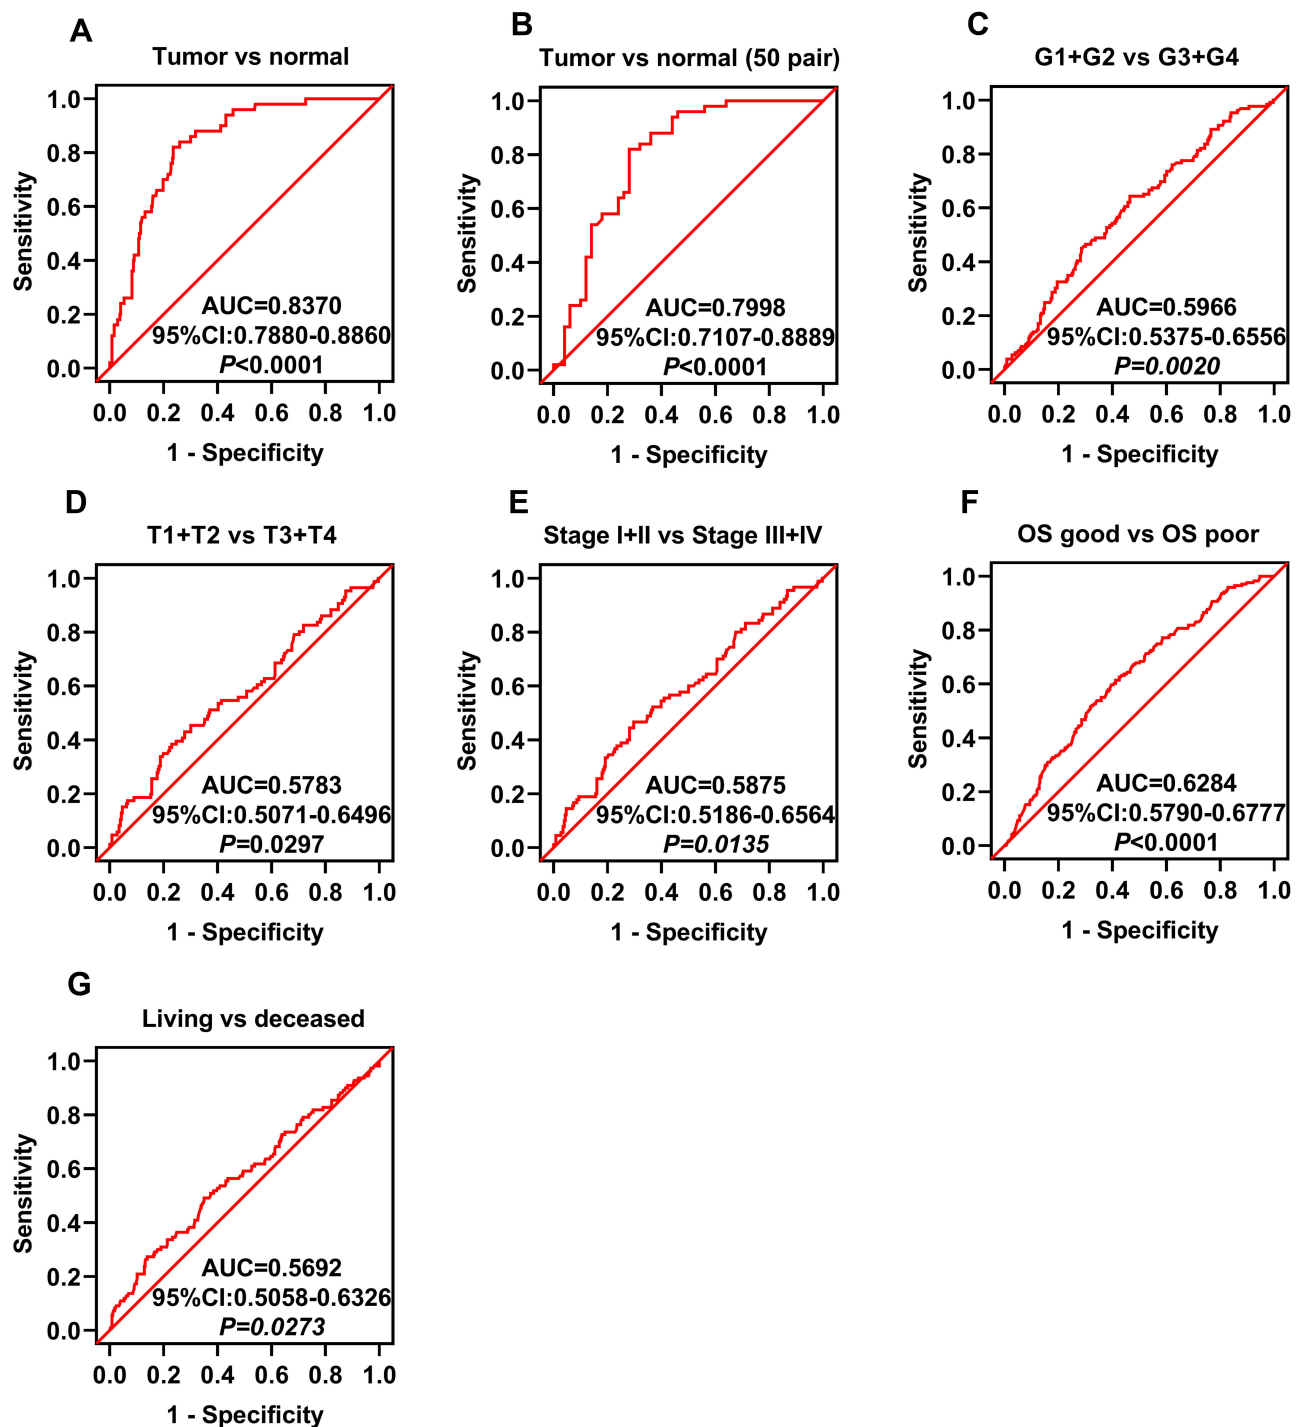 A
Tumor vs normal
1.0
0.8
0.6
0.4
0.2
0.0
Sensitivity
AUC=0.8370
95%CI:0.7880-0.8860
P<0.0001
0.0 0.2 0.4 0.6 0.8 1.0
1 - Specificity
B
Tumor vs normal (50 pair)
1.0
0.8
0.6
0.4
0.2
0.0
Sensitivity
AUC=0.7998
95%CI:0.7107-0.8889
P<0.0001
0.0 0.2 0.4 0.6 0.8 1.0
1 - Specificity
C
G1+G2 vs G3+G4
1.0
0.8
0.6
0.4
0.2
0.0
Sensitivity
AUC=0.5966
95%CI:0.5375-0.6556
P=0.0020
0.0 0.2 0.4 0.6 0.8 1.0
1 - Specificity
D
T1+T2 vs T3+T4
1.0
0.8
0.6
0.4
0.2
0.0
Sensitivity
AUC=0.5783
95%CI:0.5071-0.6496
P=0.0297
0.0 0.2 0.4 0.6 0.8 1.0
1 - Specificity
E
Stage I+II vs Stage III+IV
1.0
0.8
0.6
0.4
0.2
0.0
Sensitivity
AUC=0.5875
95%CI:0.5186-0.6564
P=0.0135
0.0 0.2 0.4 0.6 0.8 1.0
1 - Specificity
F
OS good vs OS poor
1.0
0.8
0.6
0.4
0.2
0.0
Sensitivity
AUC=0.6284
95%CI:0.5790-0.6777
P<0.0001
0.0 0.2 0.4 0.6 0.8 1.0
1 - Specificity
G
Living vs deceased
1.0
0.8
0.6
0.4
0.2
0.0
Sensitivity
AUC=0.5692
95%CI:0.5058-0.6326
P=0.0273
0.0 0.2 0.4 0.6 0.8 1.0
1 - Specificity